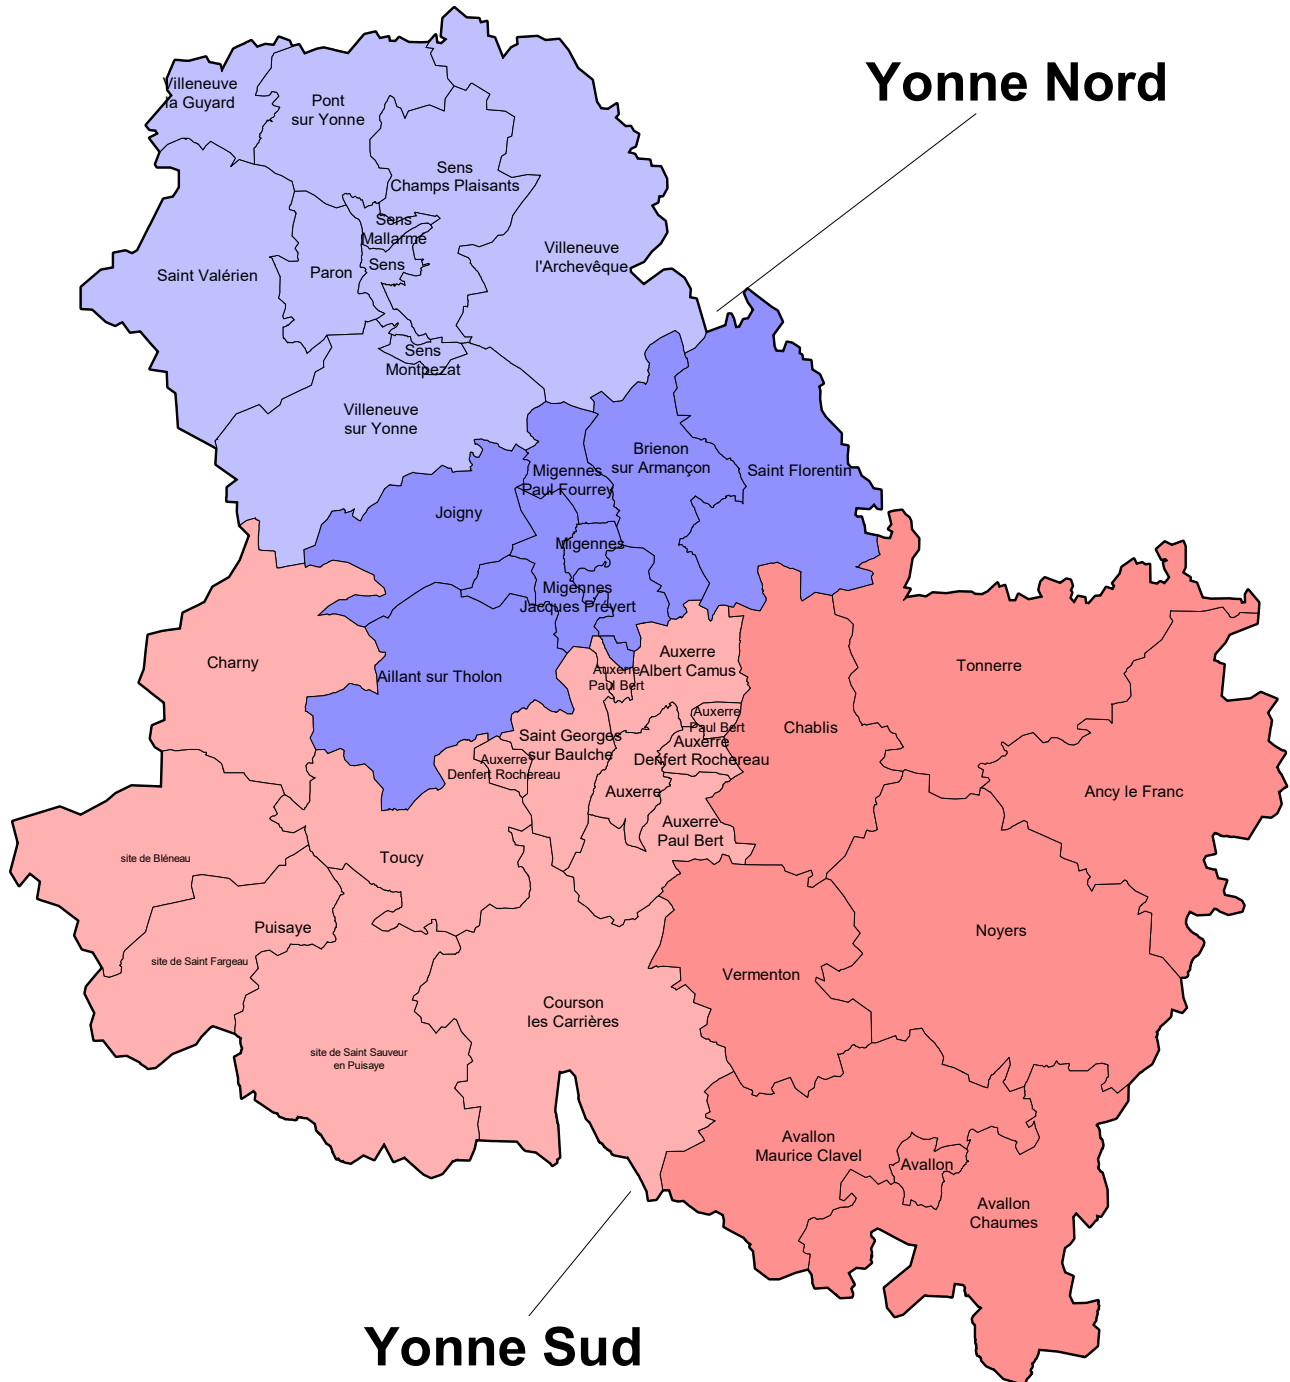 Yonne Nord
Villeneuve
la Guyard
Pont
sur Yonne
Sens
Champs Plaisants
Sens
Mallarmé
Villeneuve
l'Archevêque
Saint Valérien
Paron
Sens
Sens
Montpezat
Villeneuve
sur Yonne
Brienon
sur Armançon
Migennes
Paul Fourrey
Saint Florentin
Joigny
Migennes
Migennes
Jacques Prévert
Charny
Aillant sur Tholon
Auxerre
Paul Bert
Auxerre
Albert Camus
Tonnerre
Auxerre
Paul Bert
Chablis
Saint Georges
sur Baulche
Auxerre
Denfert Rochereau
Auxerre
Denfert Rochereau
Auxerre
Ancy le Franc
Auxerre
Paul Bert
site de Bléneau
Toucy
Puisaye
Noyers
site de Saint Fargeau
Vermenton
Courson
les Carrières
site de Saint Sauveur
en Puisaye
Avallon
Maurice Clavel
Avallon
Avallon
Chaumes
Yonne Sud